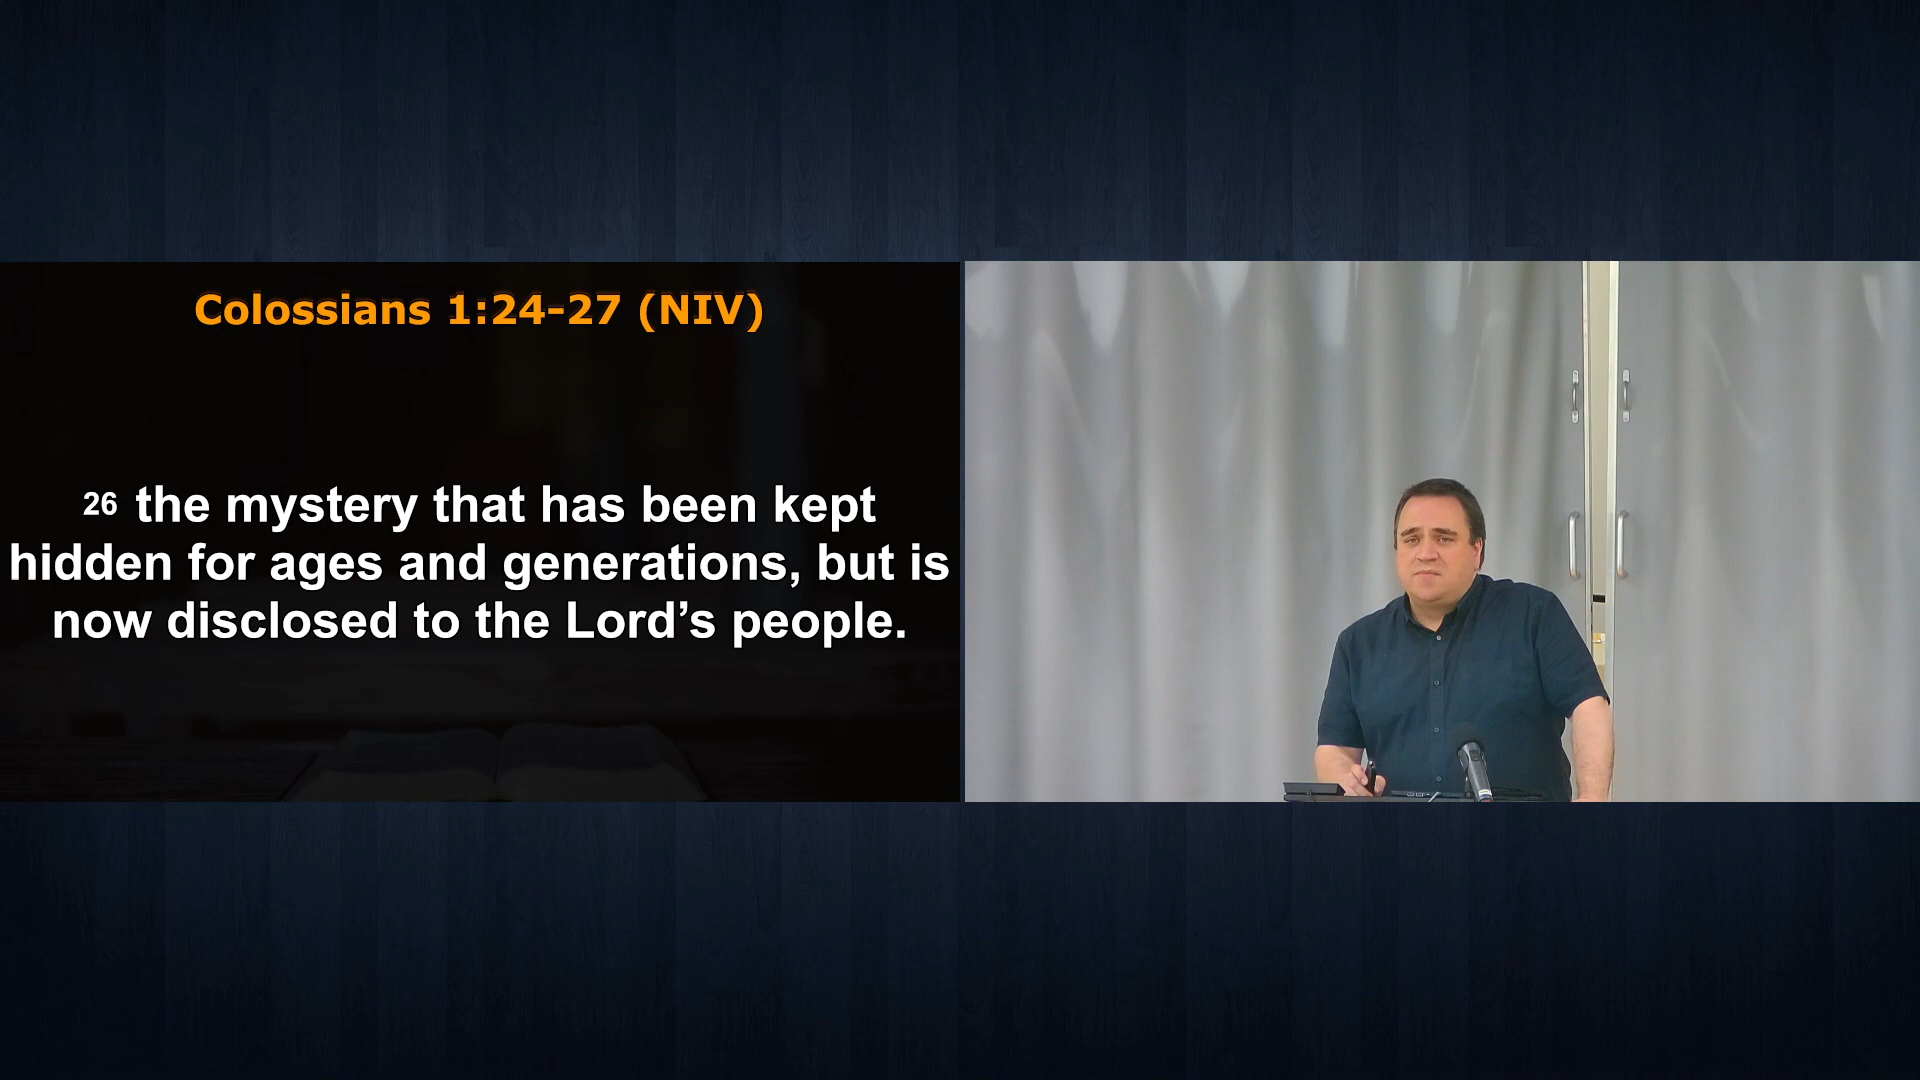 Colossians 1:24-27 (NIV)
26 the mystery that has been kept
hidden for ages and generations, but is
now disclosed to the Lord’s people.